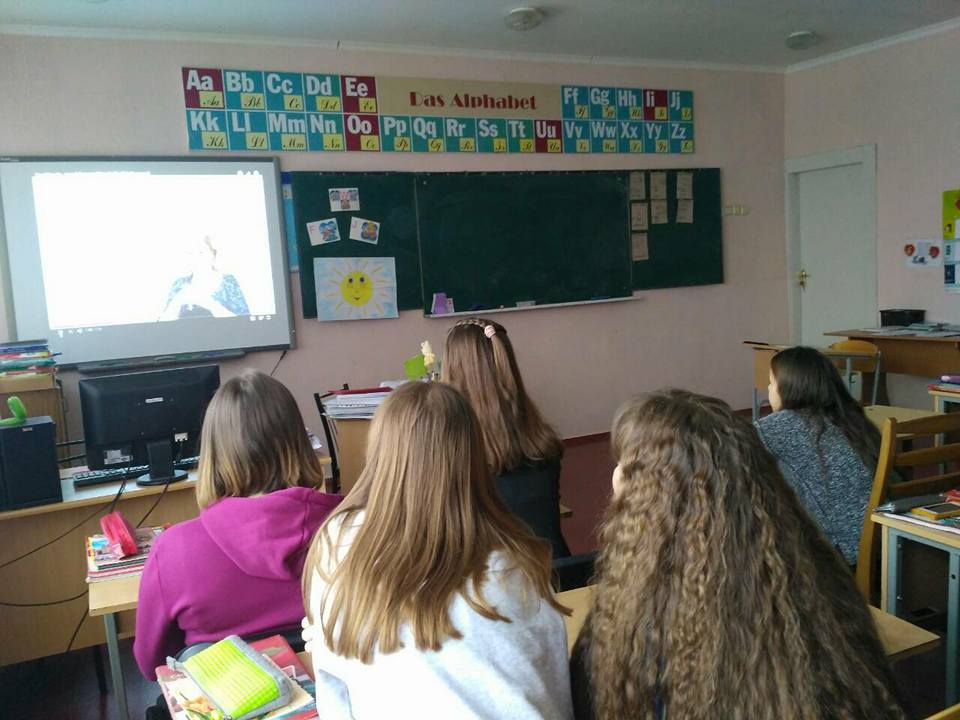 Aa Bb Cc Dd Ee Das Alphabet Ff Gg Hh Ii Jj
Kk Ll Mm Nn Oo Pp Qq Rr Ss Tt Uu Vv Ww Xx Yy Zz